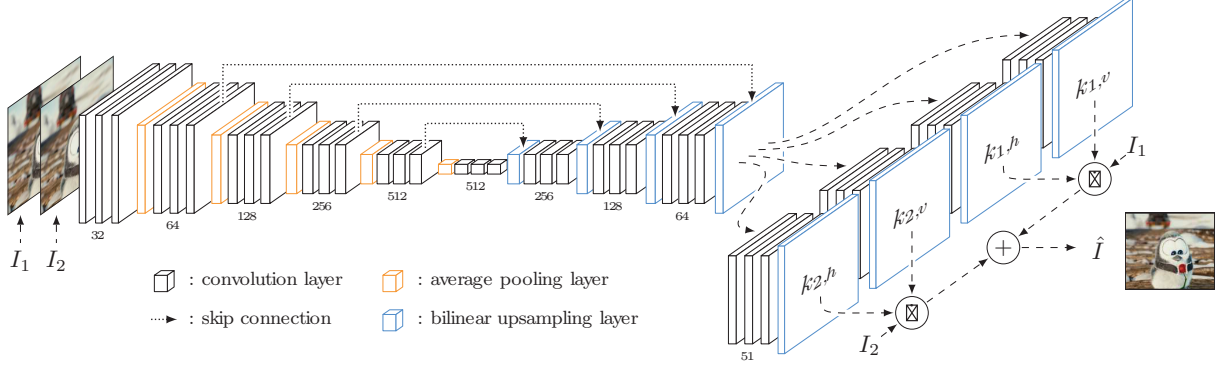 k1,v
k1,h
I1
k2,v
32
64
128
256
512
512
256
128
64
I1 I2
+
Î
k2,h
: convolution layer
: average pooling layer
: skip connection
: bilinear upsampling layer
I2
51